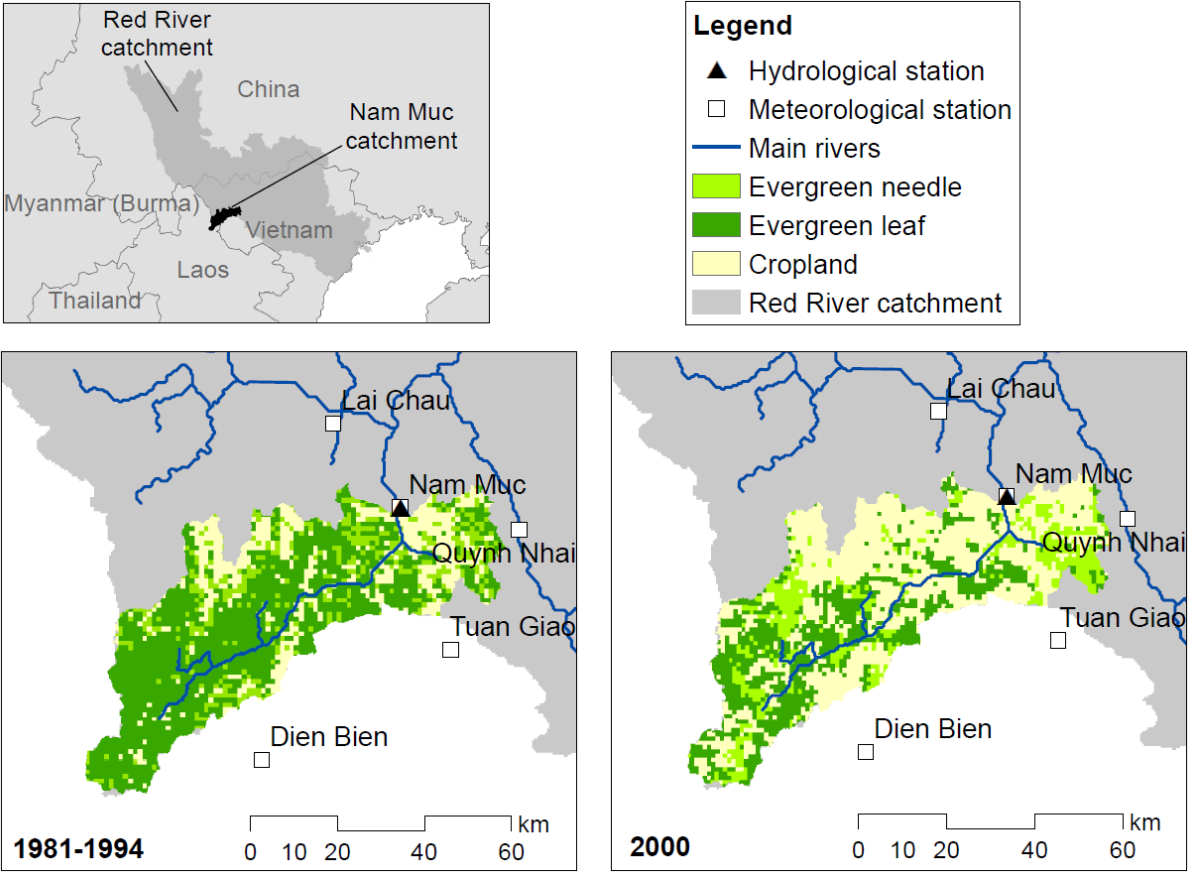 Red River
catchment
China
Nam Muc
catchment
Myanmar (Burma)
Vietnam
Laos
Thailand
Legend
Hydrological station
Meteorological station
Main rivers
Evergreen needle
Evergreen leaf
Cropland
Red River catchment
Lai Chau
Nam Muc
Quynh Nhai
Tuan Giao
Dien Bien
km
0 10 20 40 60
1981-1994
Lai Chau
Nam Muc
Quynh Nhai
Tuan Giao
Dien Bien
km
0 10 20 40 60
2000